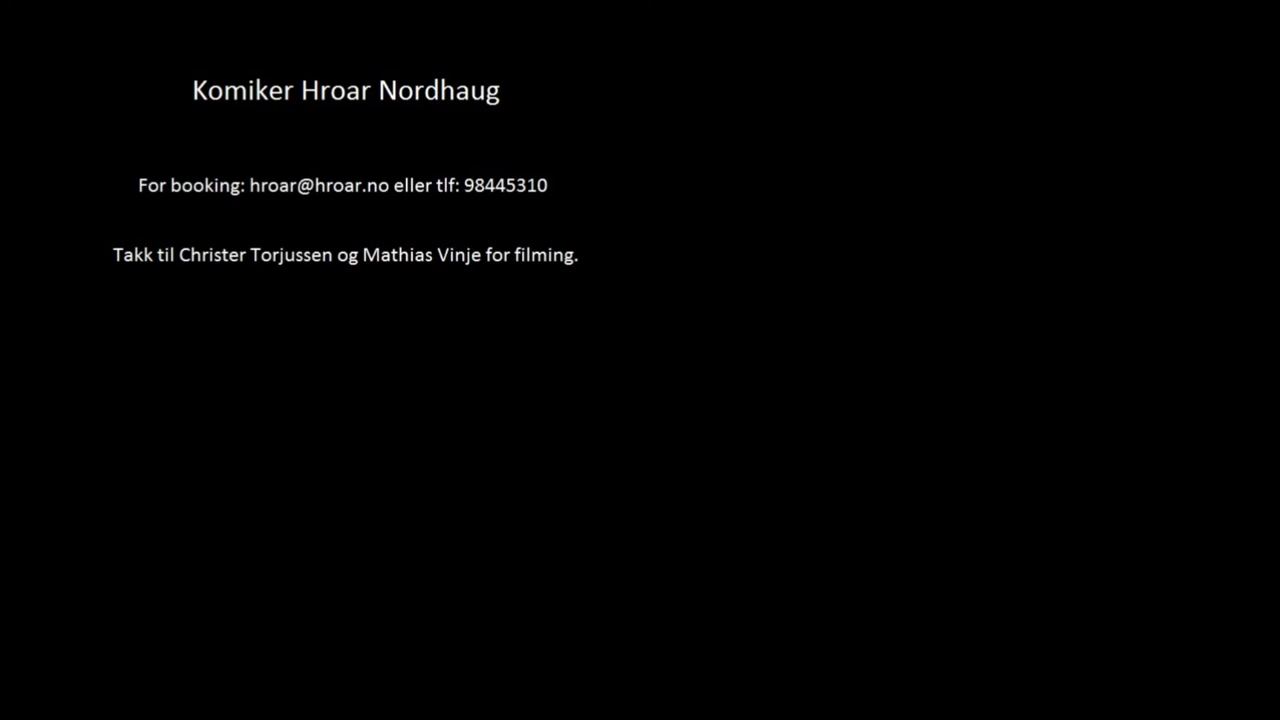 Komiker Hroar Nordhaug
For booking: hroar@hroar.no eller tlf: 98445310
Takk til Christer Torjussen og Mathias Vinje for filming.